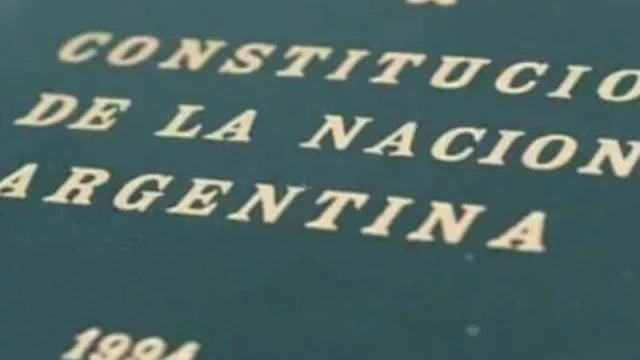 CONSTITUCIO
DE LA NACION
ARGENTINA
1994